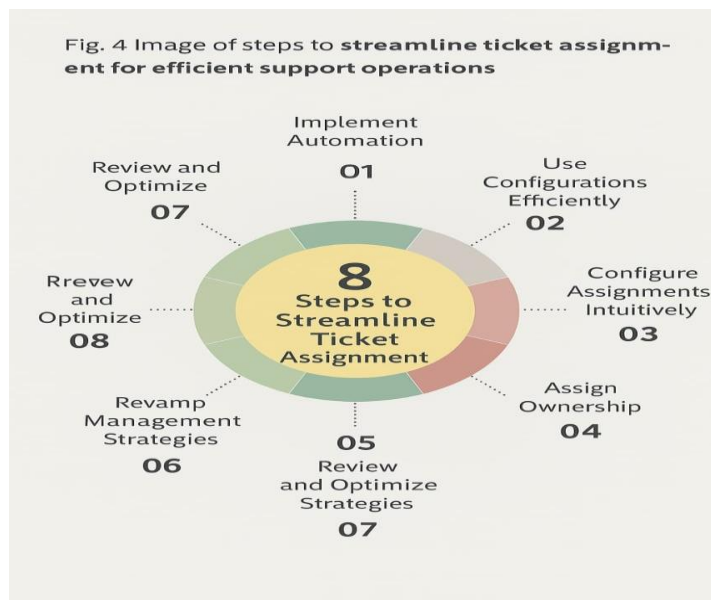 Fig. 4 Image of steps to streamline ticket assignm-
ent for efficient support operations
Implement
Automation
01
Use
Configurations
Efficiently
02
Configure
Assignments
Intuitively
03
Assign
Ownership
04
05
Review
and Optimize
Strategies
07
Revamp
Management
Strategies
06
Rrevew
and
Optimize
08
Review and
Optimize
07
8
Steps to
Streamline
Ticket
Assignment